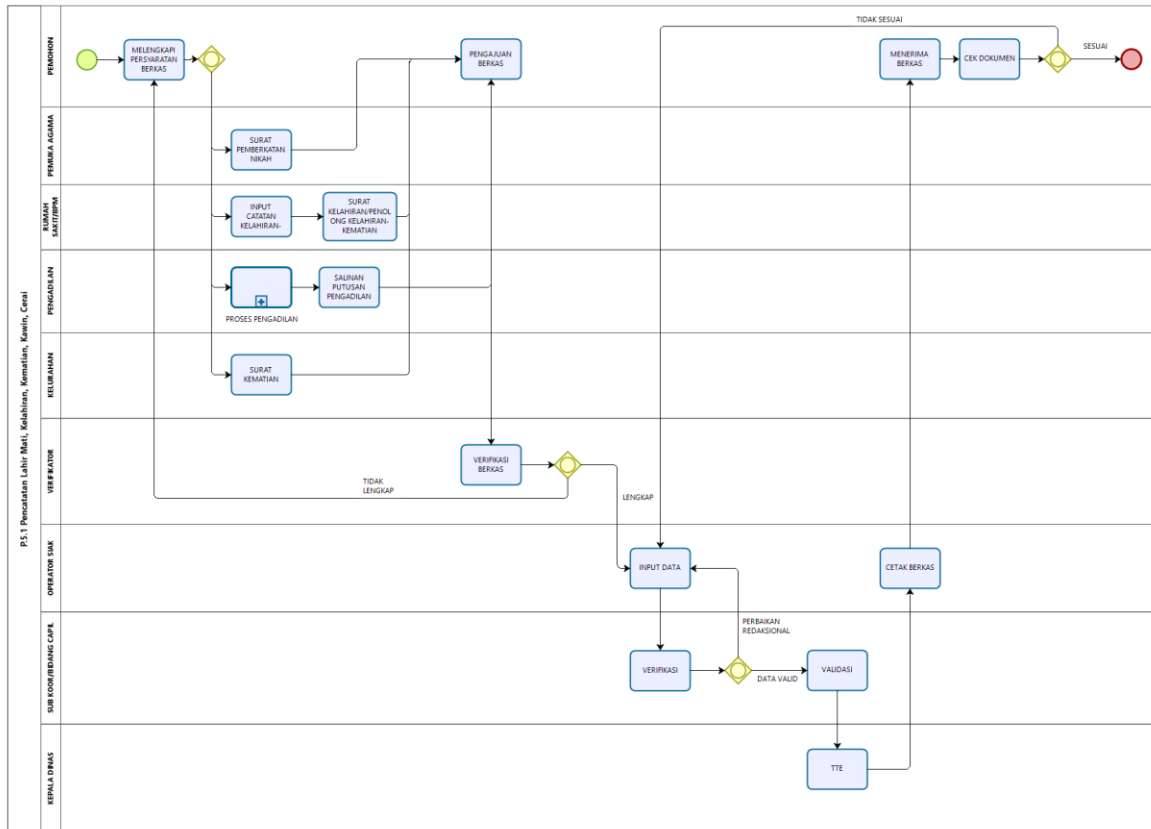 P.5.1 Pencatatan Lahir Mati, Kelahiran, Kematian, Kawin, Cerai
PEMOHON
MELENGKAPI
PERSYARATAN
BERKAS
PENGAJUAN
BERKAS
TIDAK SESUAI
MENERIMA
BERKAS
CEK DOKUMEN
SESUAI
PEMUKA AGAMA
SURAT
PEMBERKATAN
NIKAH
RUMAH
SAKIT/BPM
INPUT
CATATAN
KELAHIRAN-
SURAT
KELAHIRAN/PENOL
ONG KELAHIRAN-
KEMATIAN
PENGADILAN
PROSES PENGADILAN
SALINAN
PUTUSAN
PENGADILAN
KELURAHAN
SURAT
KEMATIAN
VERIFIKATOR
VERIFIKASI
BERKAS
TIDAK
LENGKAP
LENGKAP
OPERATOR SIAK
INPUT DATA
CETAK BERKAS
PERBAIKAN
REDAKSIONAL
SUB KOOR/BIDANG CAPIL
VERIFIKASI
DATA VALID
VALIDASI
KEPALA DINAS
TTE